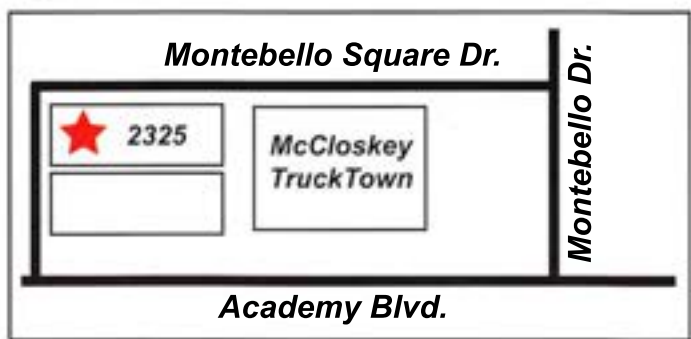 Montebello Square Dr.
Montebello Dr.
2325
McCloskey
TruckTown
Academy Blvd.